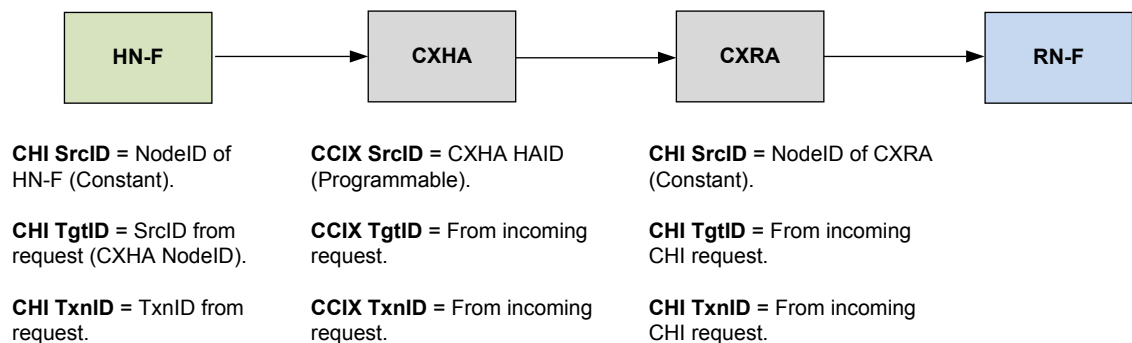 HN-F
CXHA
CXRA
RN-F
CHI SrcID = NodeID of
HN-F (Constant).
CHI TgtID = SrcID from
request (CXHA NodeID).
CHI TxnID = TxnID from
request.
CCIX SrcID = CXHA HAID
(Programmable).
CCIX TgtID = From incoming
request.
CCIX TxnID = From incoming
request.
CHI SrcID = NodeID of CXRA
(Constant).
CHI TgtID = From incoming
CHI request.
CHI TxnID = From incoming
CHI request.